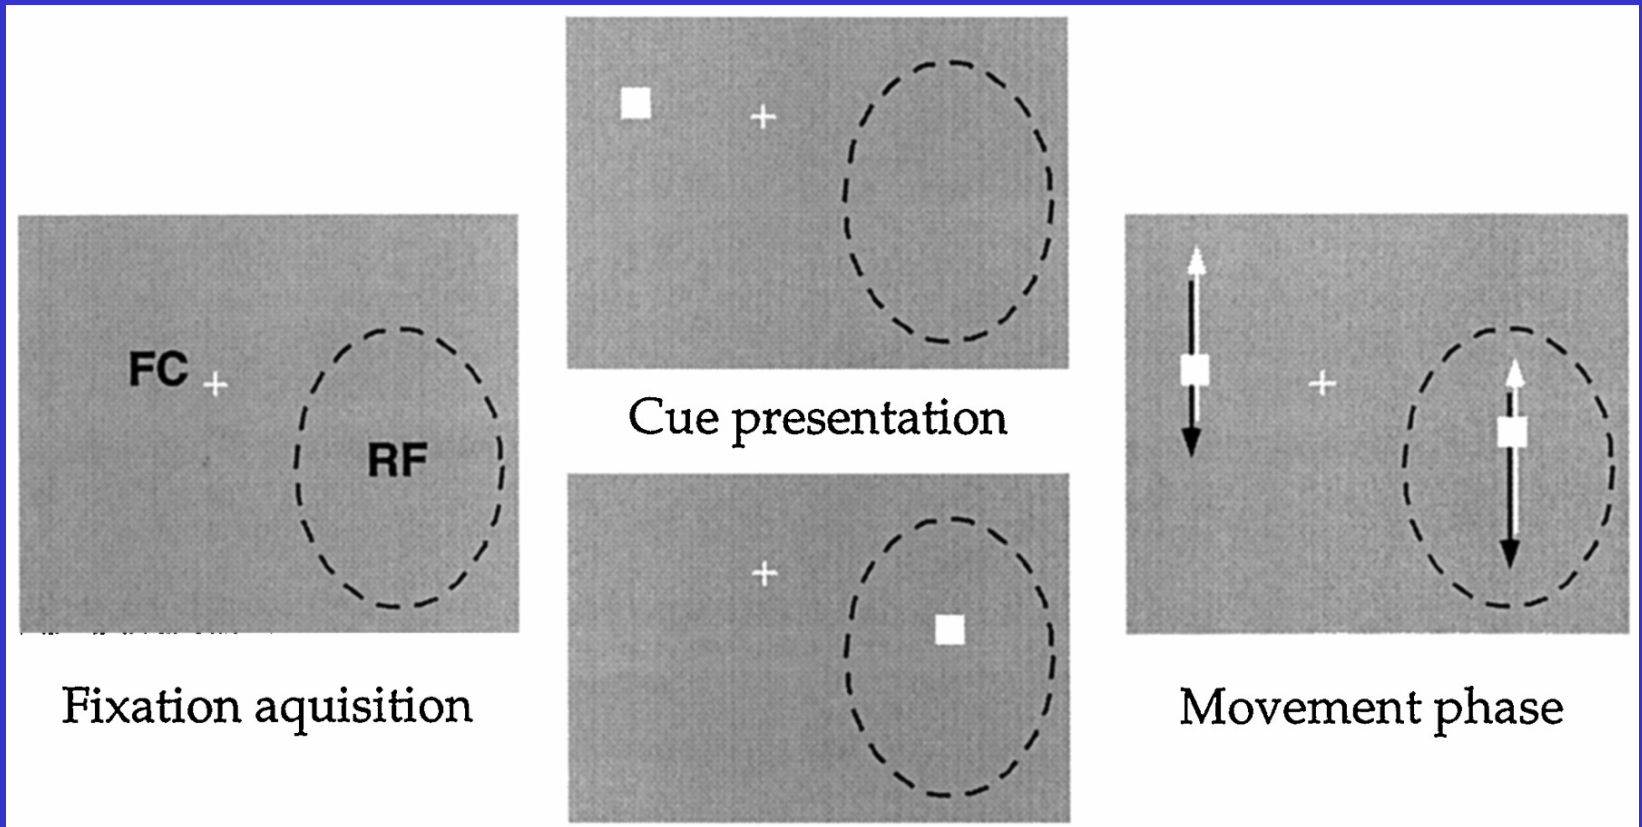 FC
RF
Fixation aquisition
Cue presentation
Movement phase